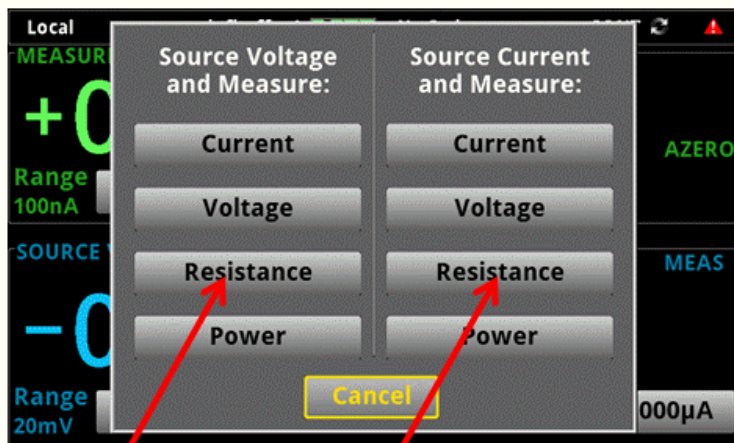 Local
MEASUR
+0
Range
100nA
AZERO
SOURCE V
-0
Range
20mV
MEAS
000µA
Source Voltage
and Measure:
Current
Voltage
Resistance
Power
Source Current
and Measure:
Current
Voltage
Resistance
Power
Cancel